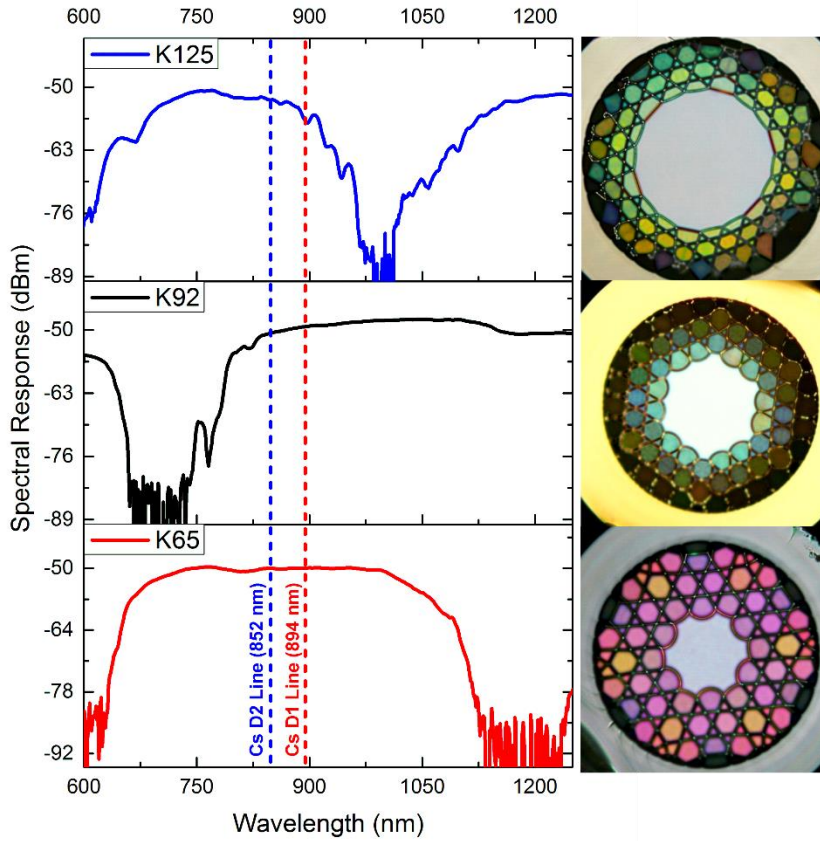 600 750 900 1050 1200
K125
-50
-63
-76
-89
K92
-50
-63
-76
-89
K65
-50
-64
-78
-92
Spectral Response (dBm)
Cs D2 Line (852 nm)
Cs D1 Line (894 nm)
600 750 900 1050 1200
Wavelength (nm)